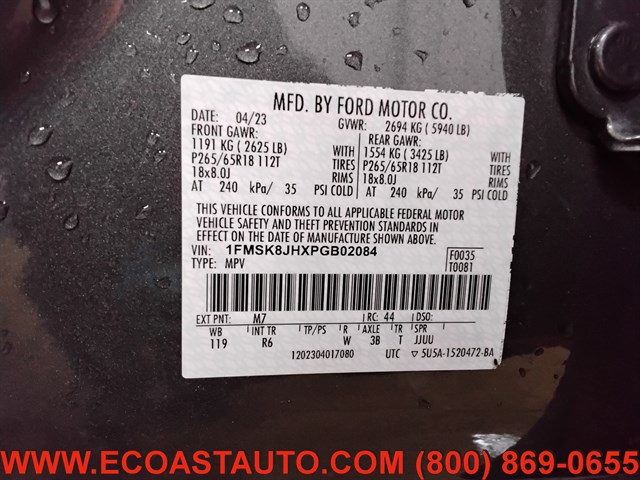 MFD. BY FORD MOTOR CO.
DATE: 04/23 GVWR: 2694 KG ( 5940 LB)
FRONT GAWR: REAR GAWR:
1191 KG ( 2625 LB) WITH 1554 KG ( 3425 LB) WITH
P265/65R18 112T TIRES P265/65R18 112T TIRES
18x8.0J RIMS 18x8.0J RIMS
AT 240 kPa/ 35 PSI COLD AT 240 kPa/ 35 PSI COLD
THIS VEHICLE CONFORMS TO ALL APPLICABLE FEDERAL MOTOR
VEHICLE SAFETY AND THEFT PREVENTION STANDARDS IN
EFFECT ON THE DATE OF MANUFACTURE SHOWN ABOVE.
VIN: 1FMSK8JHXPGB02084 F0035
TYPE: MPV T0081
EXT PNT: M7 RC: 44 DSO:
WB INT TR TP/PS R AXLE TR SPR
119 R6 W 3B T JJUU
1202304017080 UTC ▽ 5U5A-1520472-BA
WWW.ECOASTAUTO.COM (800) 869-0655